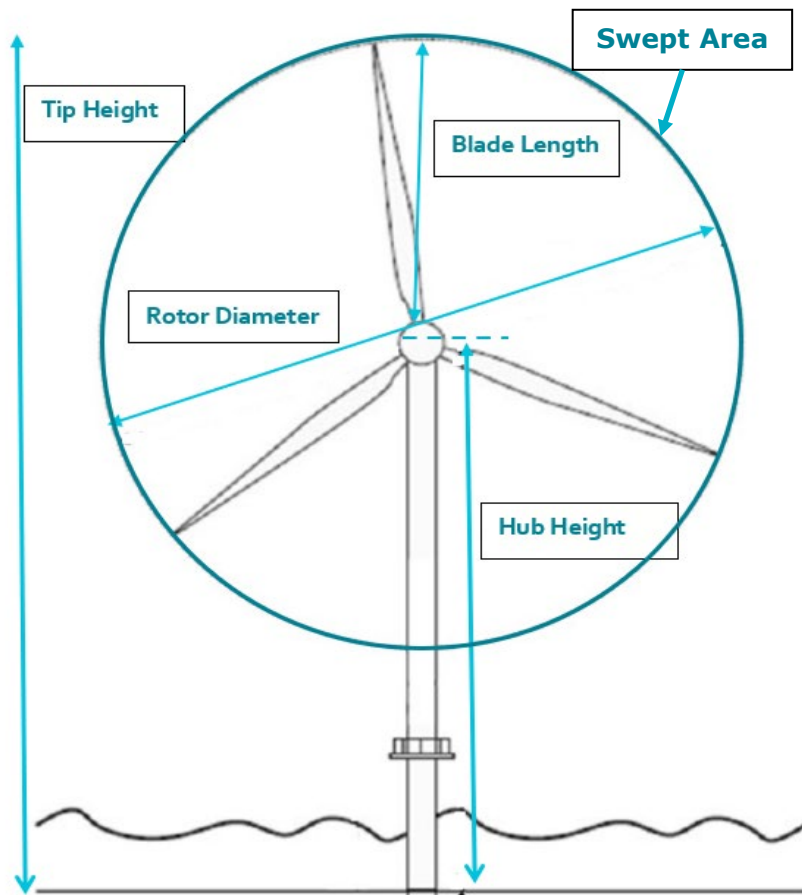 Swept Area
Tip Height
Blade Length
Rotor Diameter
Hub Height